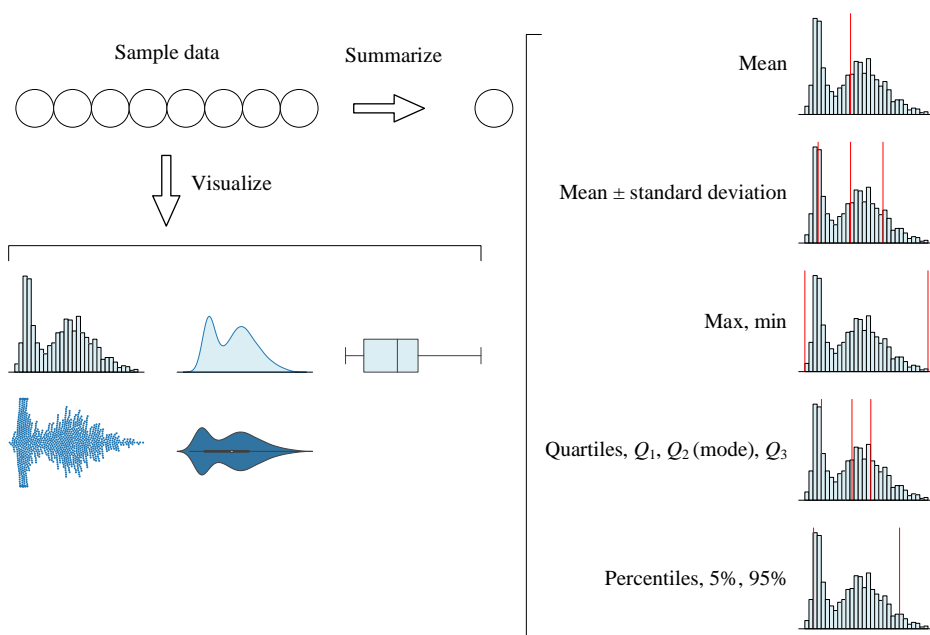 Sample data
Summarize
Visualize
Mean
Mean ± standard deviation
Max, min
Quartiles, Q1, Q2 (mode), Q3
Percentiles, 5%, 95%